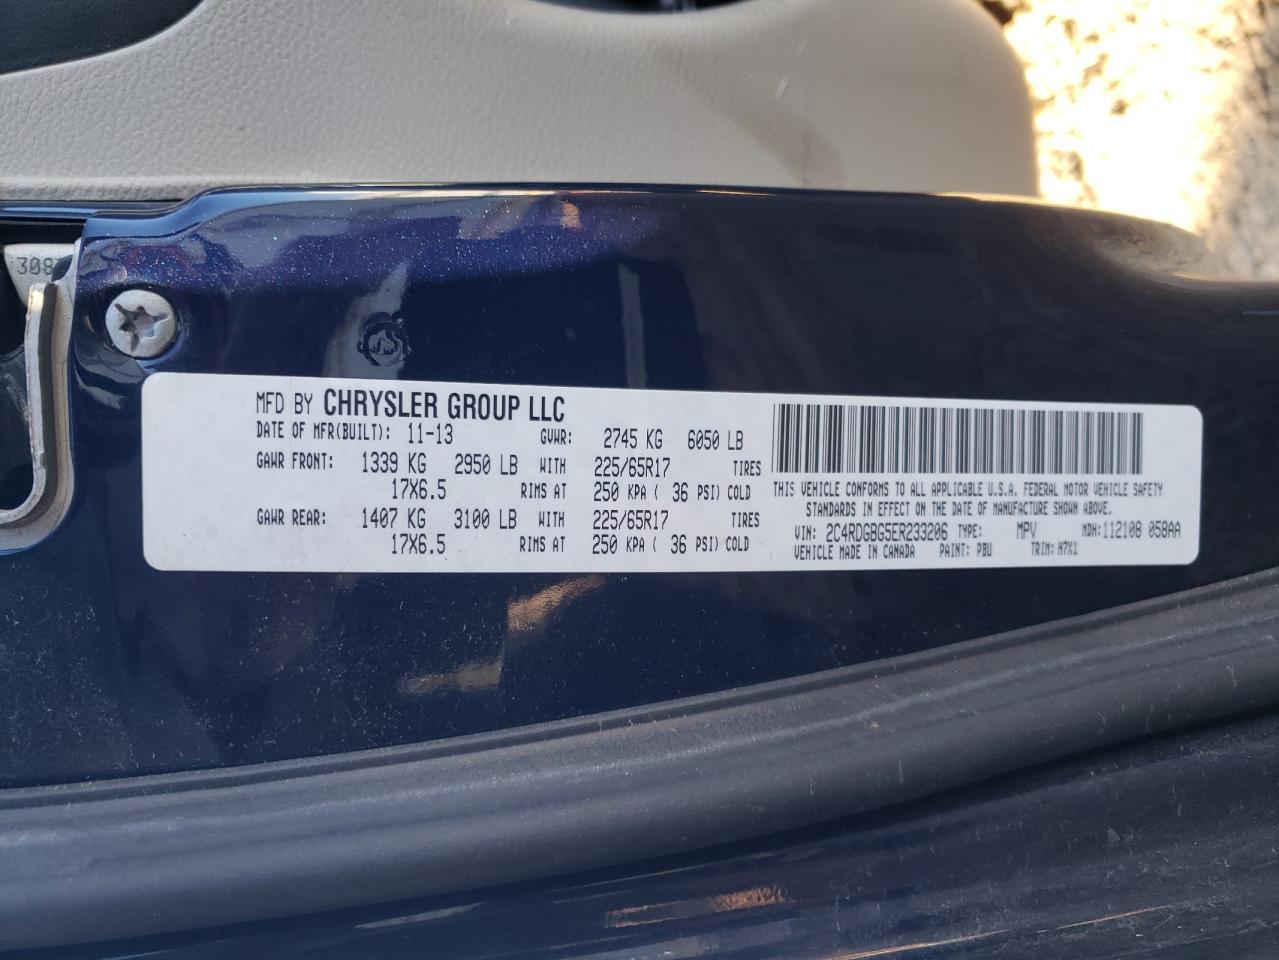 308
MFD BY CHRYSLER GROUP LLC
DATE OF MFR(BUILT): 11-13 GVWR: 2745 KG 6050 LB
GAWR FRONT: 1339 KG 2950 LB WITH 225/65R17 TIRES
17X6.5 RIMS AT 250 KPA ( 36 PSI) COLD
GAWR REAR: 1407 KG 3100 LB WITH 225/65R17 TIRES
17X6.5 RIMS AT 250 KPA ( 36 PSI) COLD
THIS VEHICLE CONFORMS TO ALL APPLICABLE U.S.A. FEDERAL MOTOR VEHICLE SAFETY
STANDARDS IN EFFECT ON THE DATE OF MANUFACTURE SHOWN ABOVE.
VIN: 2C4RDGBG5ER233206 TYPE: MPV MDH:112108 058AA
VEHICLE MADE IN CANADA PAINT: PBU TRIM: H7X1